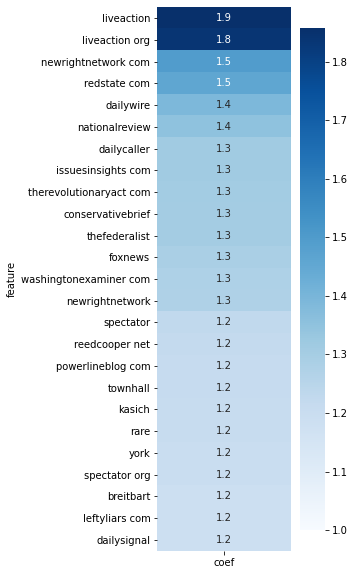 liveaction 1.9
liveaction org 1.8
newrightnetwork com 1.5
redstate com 1.5
dailywire 1.4
nationalreview 1.4
dailycaller 1.3
issuesinsights com 1.3
therevolutionaryact com 1.3
conservativebrief 1.3
thefederalist 1.3
foxnews 1.3
washingtonexaminer com 1.3
newrightnetwork 1.3
spectator 1.2
reedcooper net 1.2
powerlineblog com 1.2
townhall 1.2
kasich 1.2
rare 1.2
york 1.2
spectator org 1.2
breitbart 1.2
leftyliars com 1.2
dailysignal 1.2
feature
coef
1.8
1.7
1.6
1.5
1.4
1.3
1.2
1.1
1.0